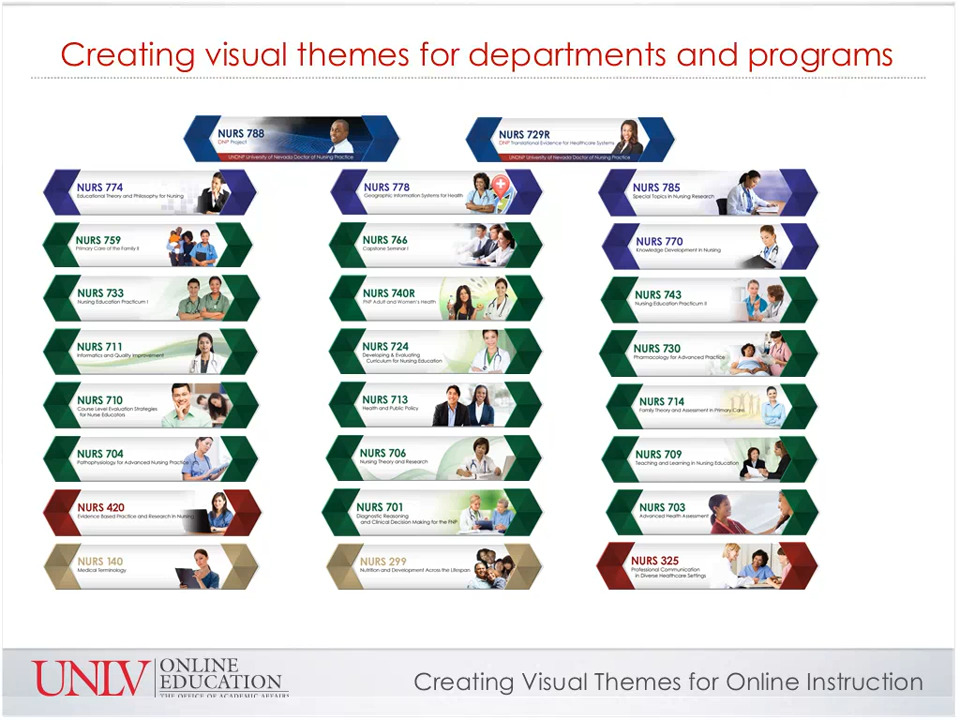 Creating visual themes for departments and programs
NURS 788
DNP Project
UNDNP University of Nevada Doctor of Nursing Practice
NURS 729R
DNP Translational Evidence for Healthcare Systems
UNDNP University of Nevada Doctor of Nursing Practice
NURS 774
Educational Theory and Philosophy for Nursing
NURS 778
Geographic Information Systems for Health
NURS 785
Special Topics in Nursing Research
NURS 759
Primary Care of the Family II
NURS 766
Capstone Seminar I
NURS 770
Knowledge Development in Nursing
NURS 733
Nursing Education Practicum I
NURS 740R
FNP Adult and Women's Health
NURS 743
Nursing Education Practicum II
NURS 711
Informatics and Quality Improvement
NURS 724
Developing & Evaluating
Curriculum for Nursing Education
NURS 730
Pharmacology for Advanced Practice
NURS 710
Course Level Evaluation Strategies
for Nurse Educators
NURS 713
Health and Public Policy
NURS 714
Family Theory and Assessment in Primary Care
NURS 704
Pathophysiology for Advanced Nursing Practice
NURS 706
Nursing Theory and Research
NURS 709
Teaching and Learning in Nursing Education
NURS 420
Evidence Based Practice and Research in Nursing
NURS 701
Diagnostic Reasoning
and Clinical Decision Making for the FNP
NURS 703
Advanced Health Assessment
NURS 140
Medical Terminology
NURS 299
Nutrition and Development Across the Lifespan
NURS 325
Professional Communication
in Diverse Healthcare Settings
UNLV
ONLINE
EDUCATION
THE OFFICE OF ACADEMIC AFFAIRS
Creating Visual Themes for Online Instruction